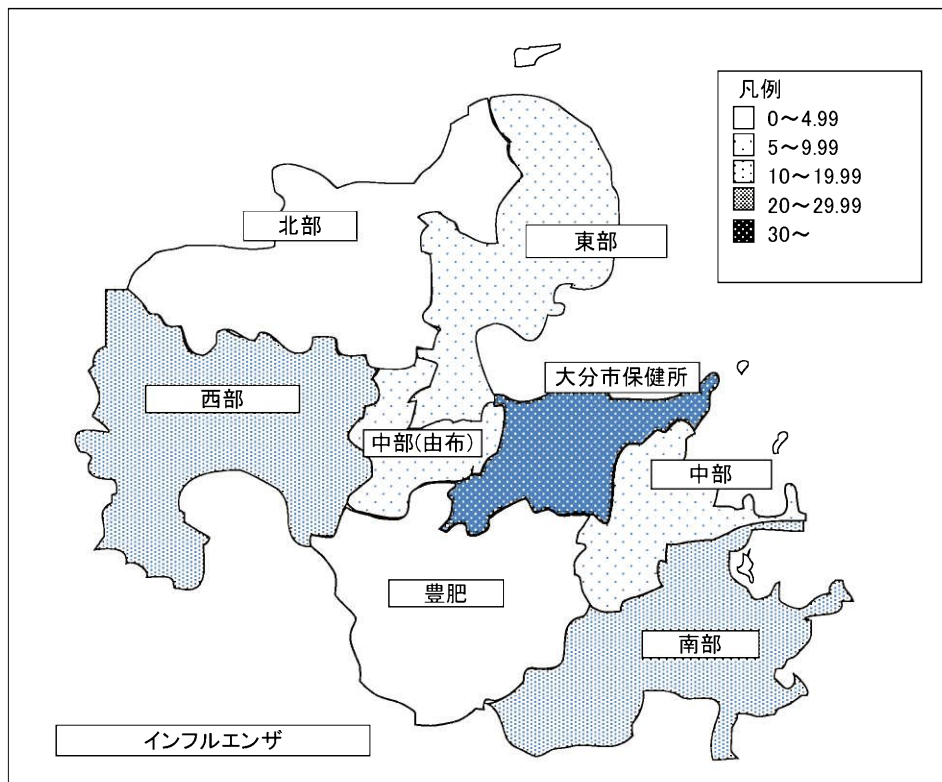 凡例
0～4.99
5～9.99
10～19.99
20～29.99
30～
北部
東部
大分市保健所
西部
中部(由布)
中部
豊肥
南部
インフルエンザ